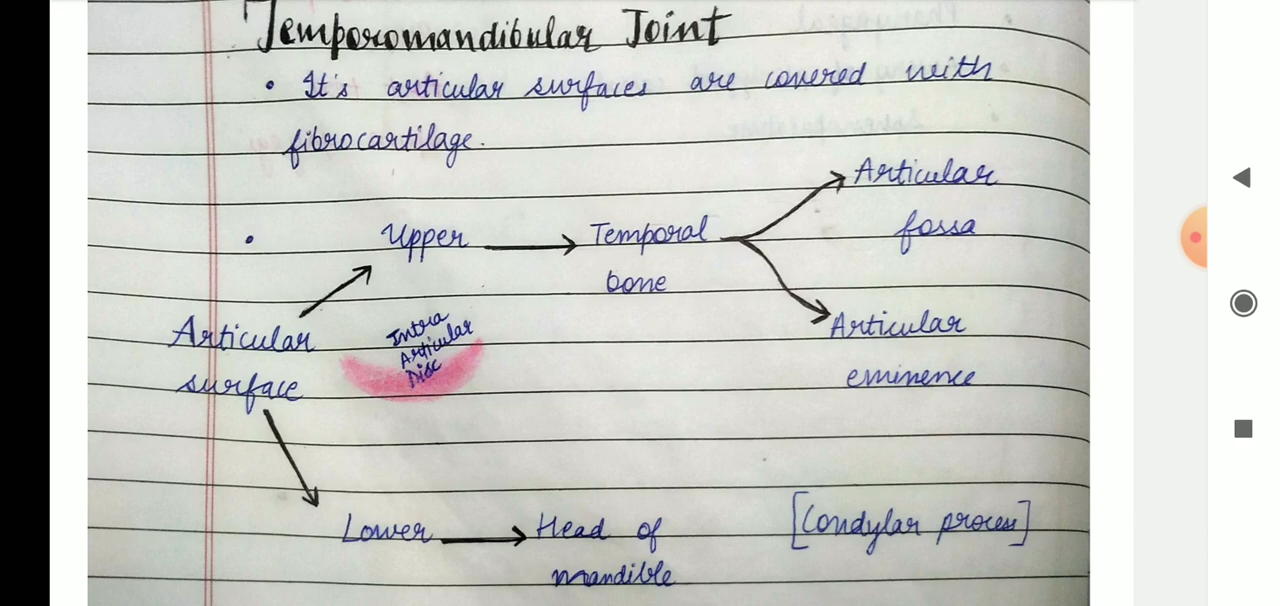 Temporomandibular Joint
• It's articular surfaces are covered with
fibrocartilage.
Articular
fossa
• Upper → Temporal
bone
Articular
surface
Intra
Articular
Disc
Articular
eminence
Lower → Head of
mandible
[Condylar process]